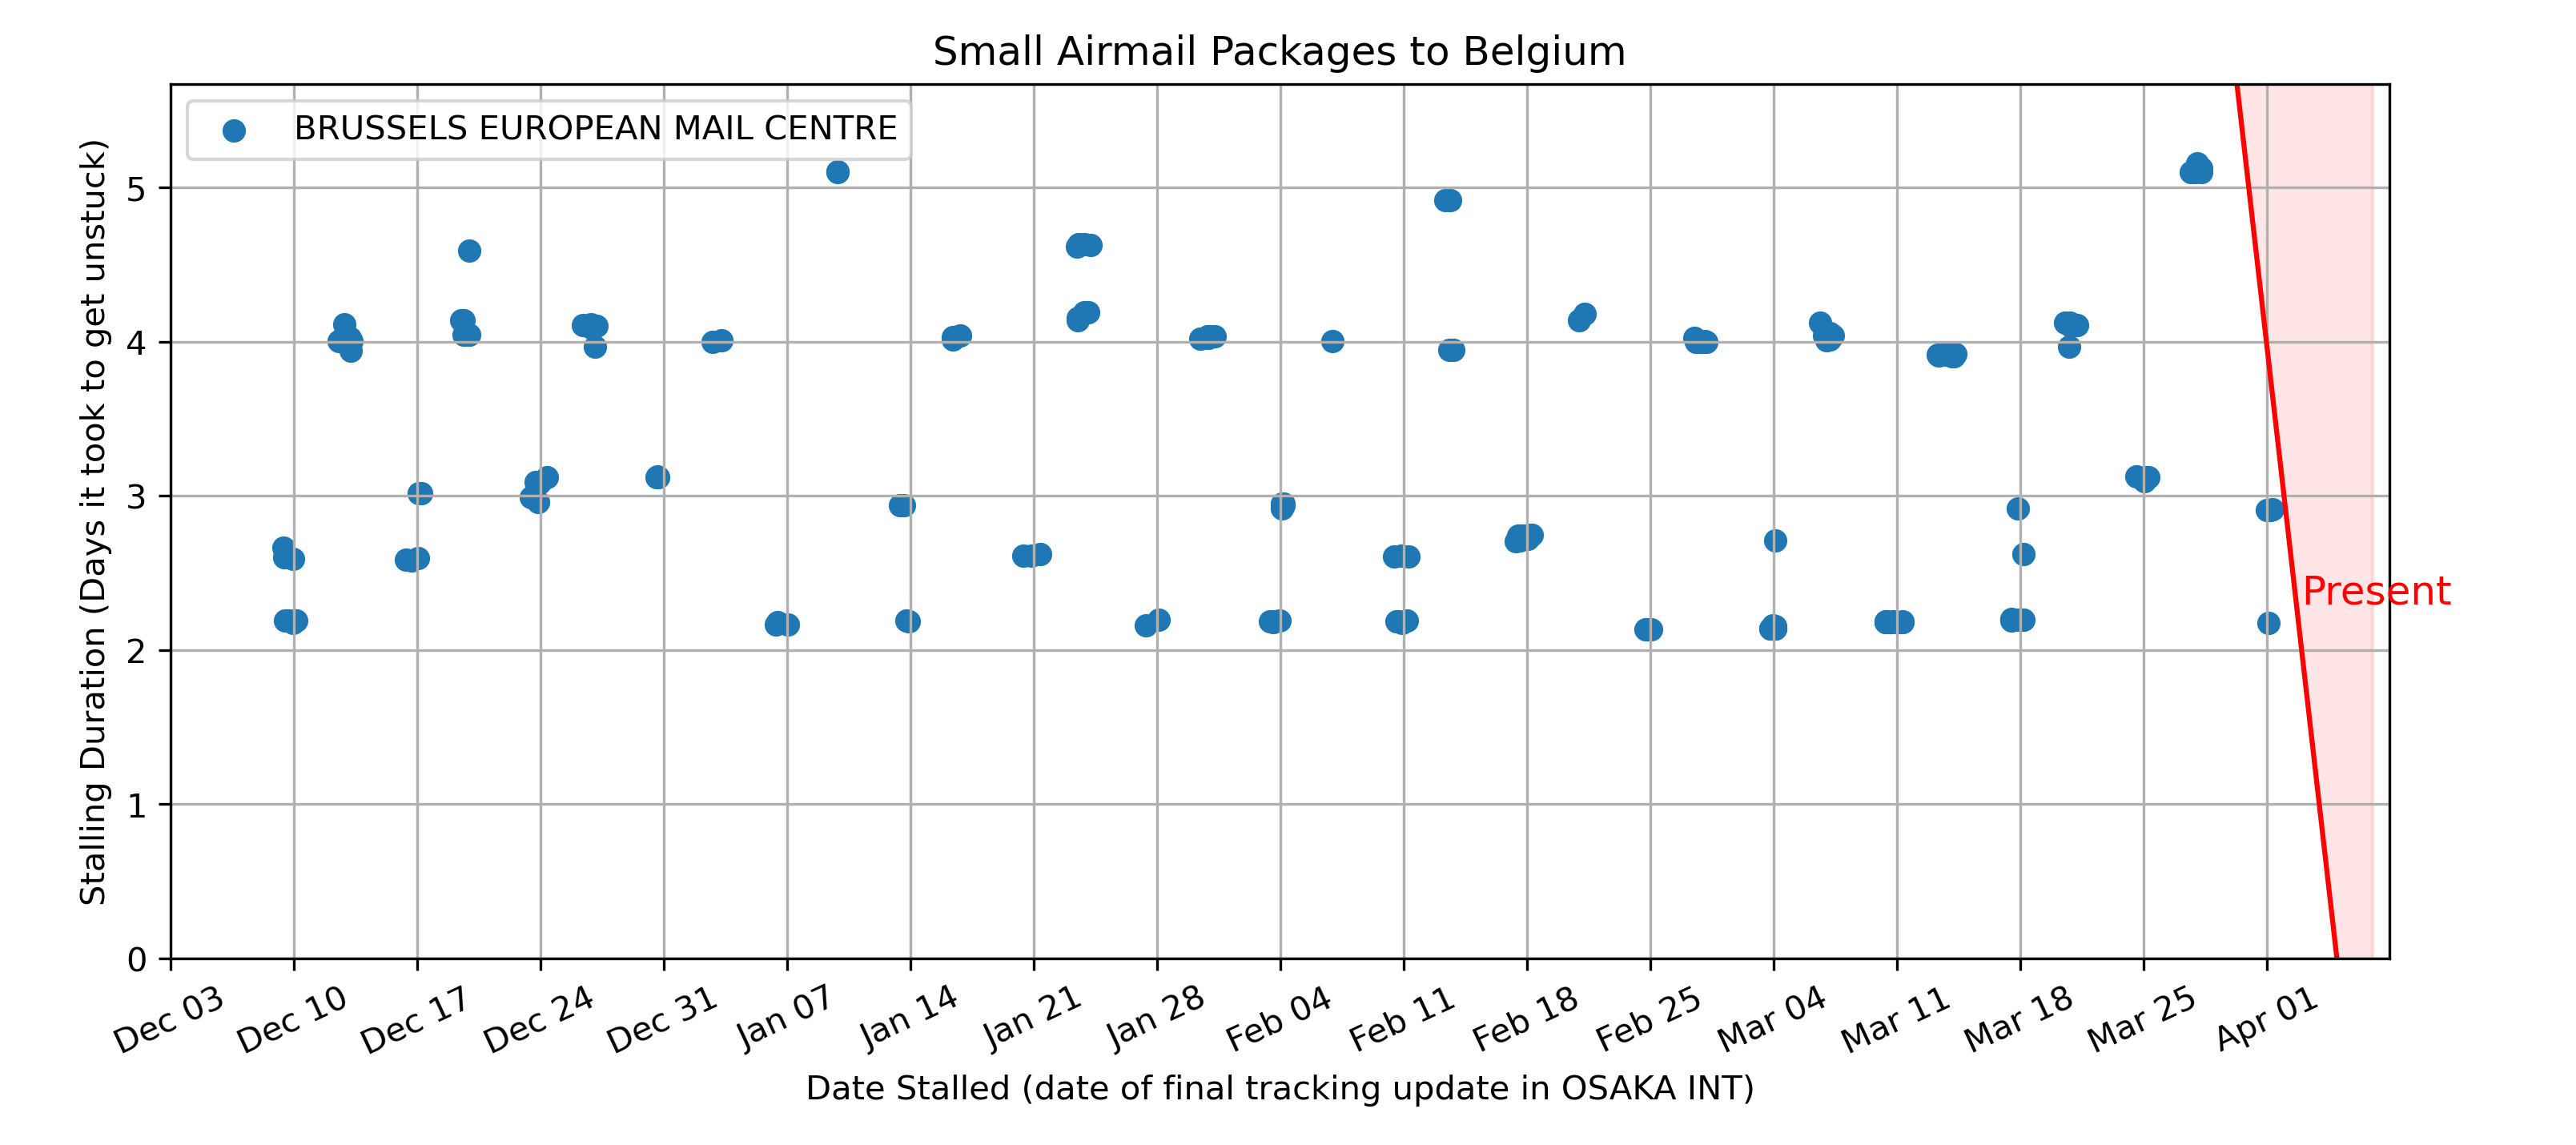 Small Airmail Packages to Belgium
BRUSSELS EUROPEAN MAIL CENTRE
Stalling Duration (Days it took to get unstuck)
5
4
3
2
1
0
Present
Dec 03
Dec 10
Dec 17
Dec 24
Dec 31
Jan 07
Jan 14
Jan 21
Jan 28
Feb 04
Feb 11
Feb 18
Feb 25
Mar 04
Mar 11
Mar 18
Mar 25
Apr 01
Date Stalled (date of final tracking update in OSAKA INT)